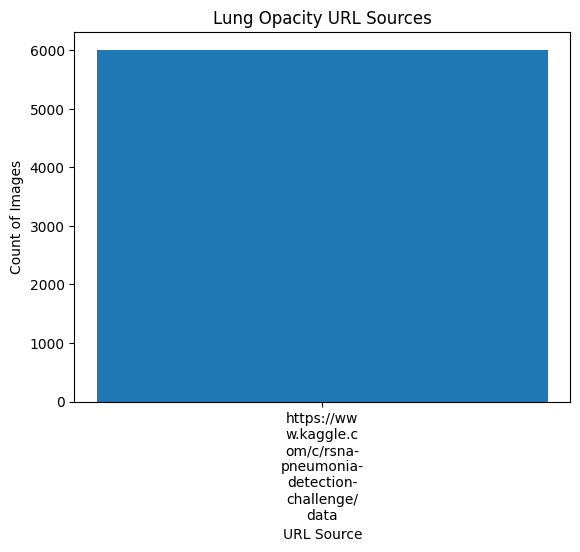 Lung Opacity URL Sources
Count of Images
6000
5000
4000
3000
2000
1000
0
https://ww
w.kaggle.c
om/c/rsna-
pneumonia-
detection-
challenge/
data
URL Source